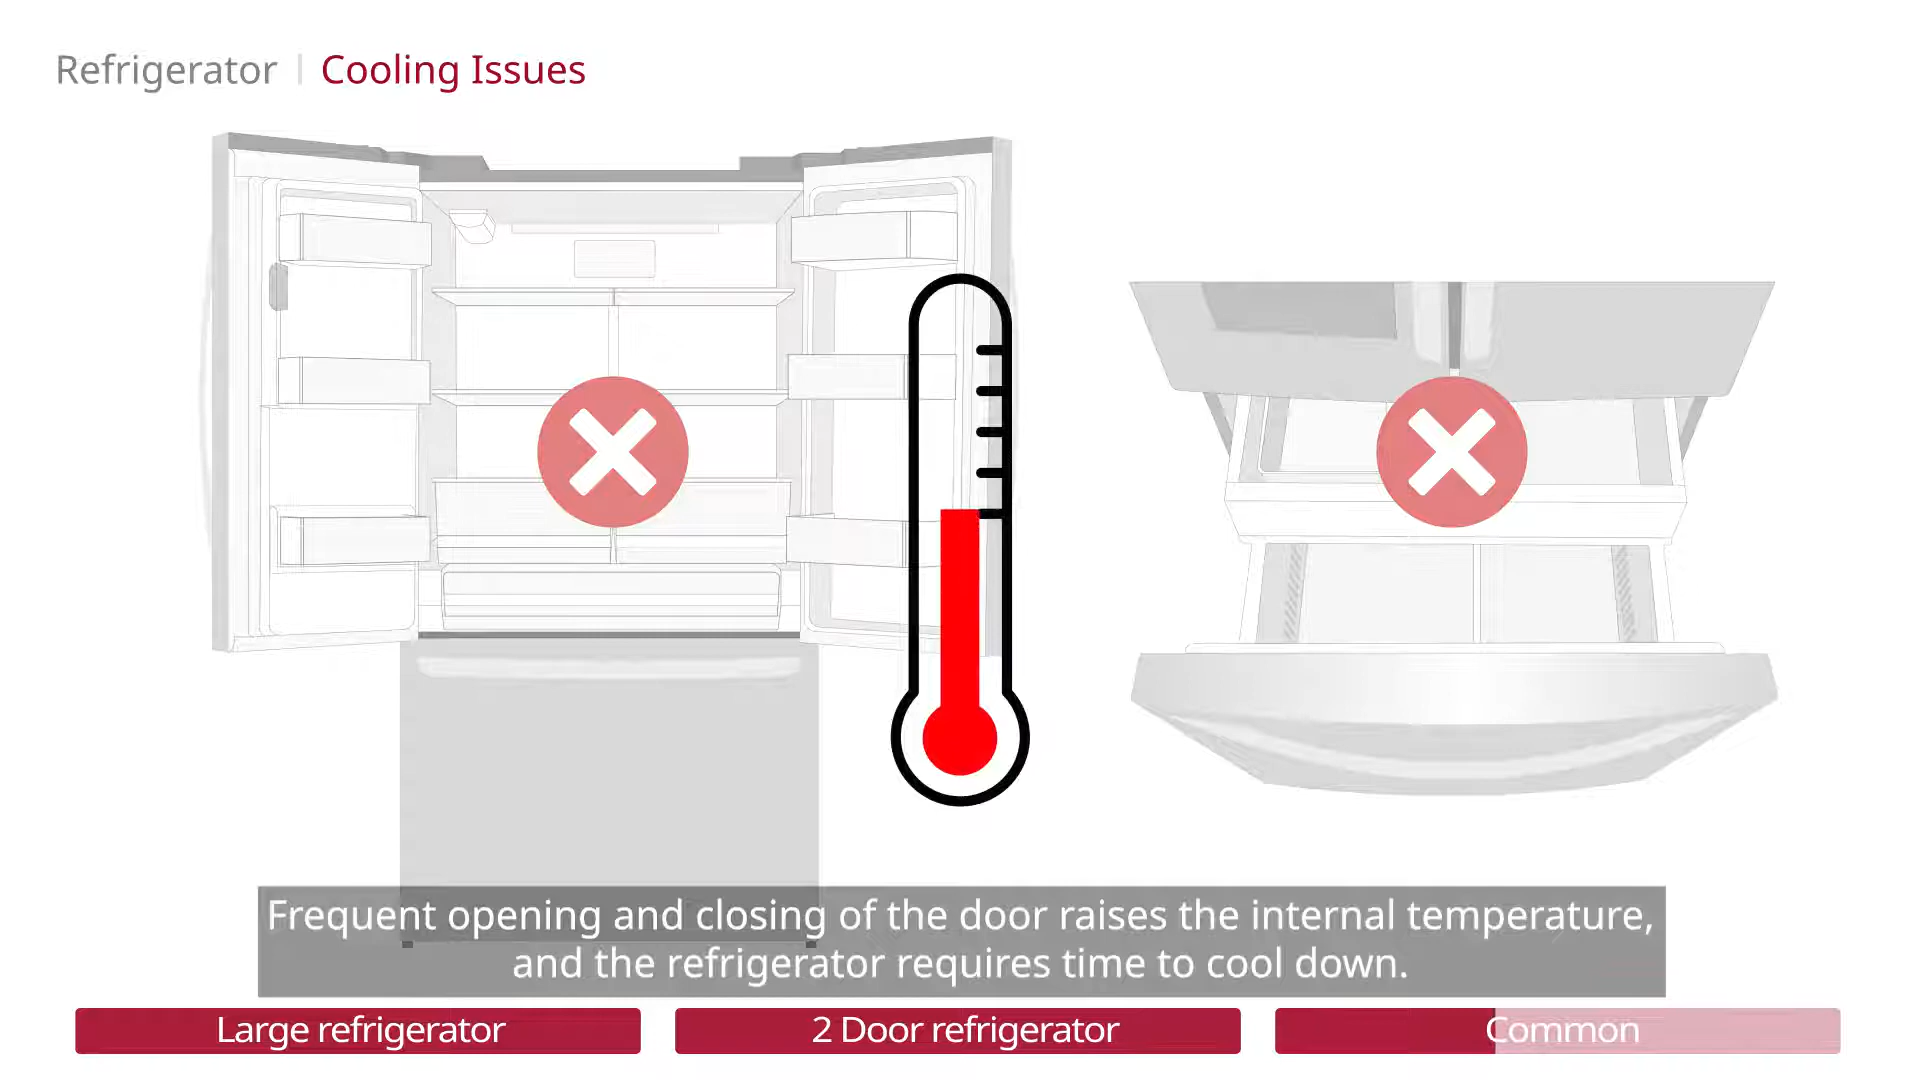 Refrigerator | Cooling Issues
Frequent opening and closing of the door raises the internal temperature,
and the refrigerator requires time to cool down.
Large refrigerator
2 Door refrigerator
Common